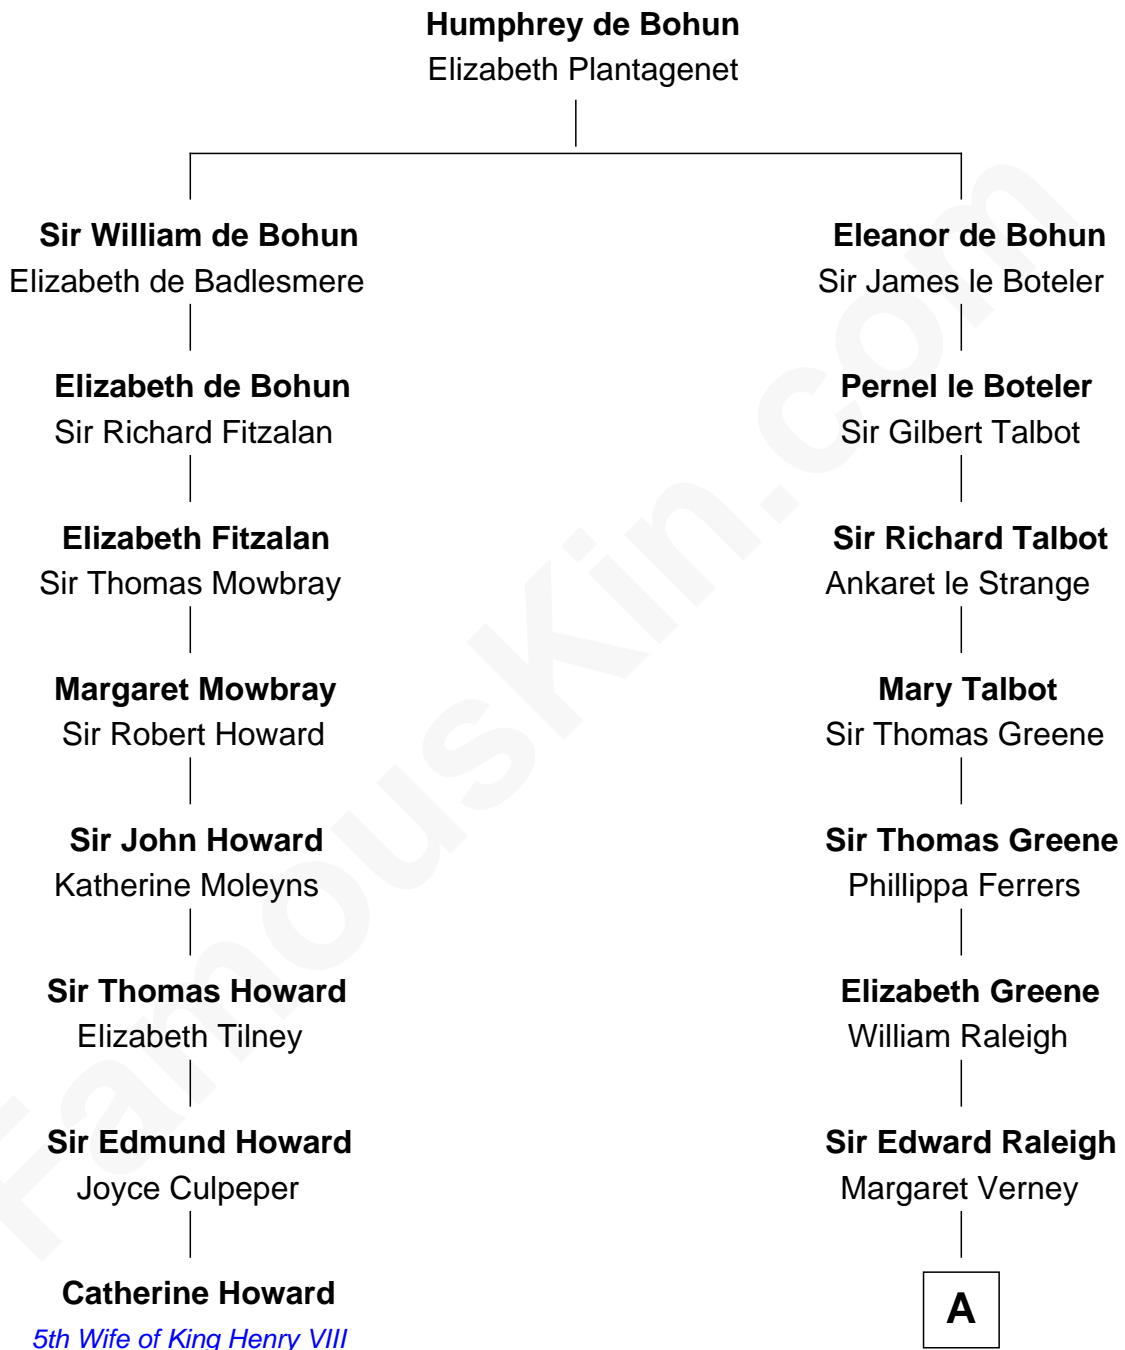 Humphrey de Bohun
Elizabeth Plantagenet
Sir William de Bohun
Elizabeth de Badlesmere
Eleanor de Bohun
Sir James le Boteler
Elizabeth de Bohun
Sir Richard Fitzalan
Pernel le Boteler
Sir Gilbert Talbot
Elizabeth Fitzalan
Sir Thomas Mowbray
Sir Richard Talbot
Ankaret le Strange
Margaret Mowbray
Sir Robert Howard
Mary Talbot
Sir Thomas Greene
Sir John Howard
Katherine Moleyns
Sir Thomas Greene
Phillippa Ferrers
Sir Thomas Howard
Elizabeth Tilney
Elizabeth Greene
William Raleigh
Sir Edmund Howard
Joyce Culpeper
Sir Edward Raleigh
Margaret Verney
Catherine Howard
5th Wife of King Henry VIII
A
FamousKin.com